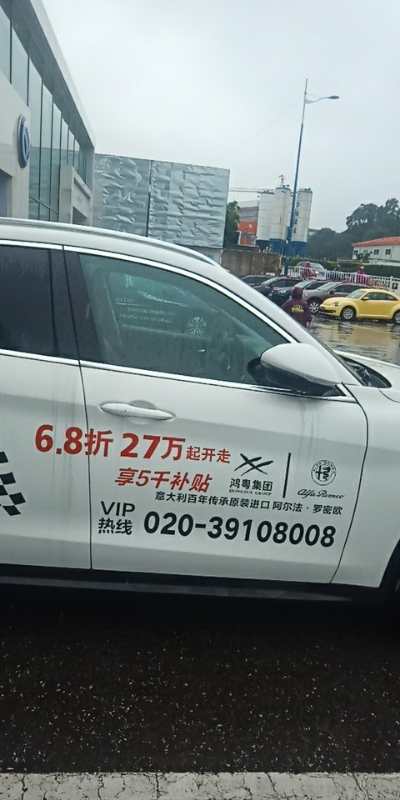 6.8折 27万起开走
享5千补贴
鸿粤集团
Alfa Romeo
意大利百年传承原装进口 阿尔法·罗密欧
VIP
热线 020-39108008